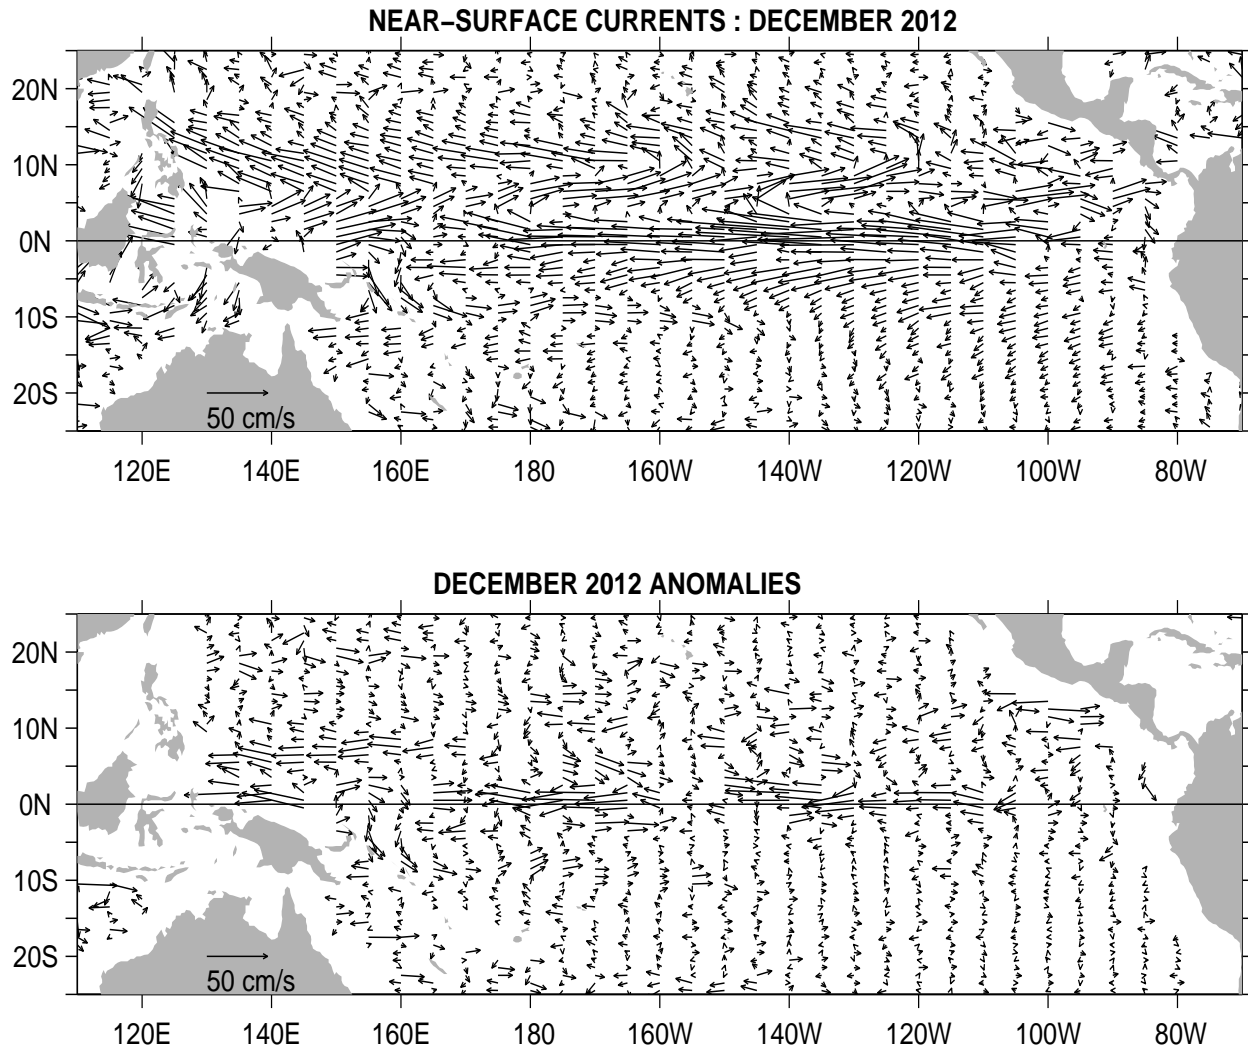 NEAR−SURFACE CURRENTS : DECEMBER 2012
20N
10N
0N
10S
20S
50 cm/s
120E 140E 160E 180 160W 140W 120W 100W 80W
DECEMBER 2012 ANOMALIES
20N
10N
0N
10S
20S
50 cm/s
120E 140E 160E 180 160W 140W 120W 100W 80W